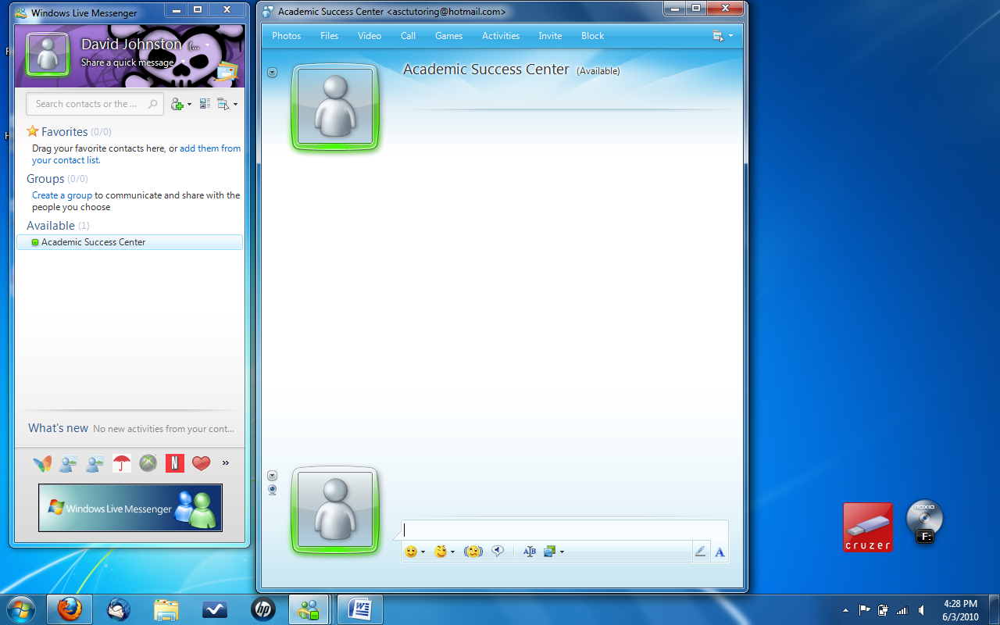 Windows Live Messenger
David Johnston (...
Share a quick message
Search contacts or the ...
Favorites (0/0)
Drag your favorite contacts here, or add them from
your contact list.
Groups (0/0)
Create a group to communicate and share with the
people you choose
Available (1)
Academic Success Center
What's new No new activities from your cont...
N
»
Windows Live Messenger
Academic Success Center <asctutoring@hotmail.com>
Photos Files Video Call Games Activities Invite Block
Academic Success Center (Available)
A
cruzer
ROXIO
F:
hp
W
4:28 PM
6/3/2010